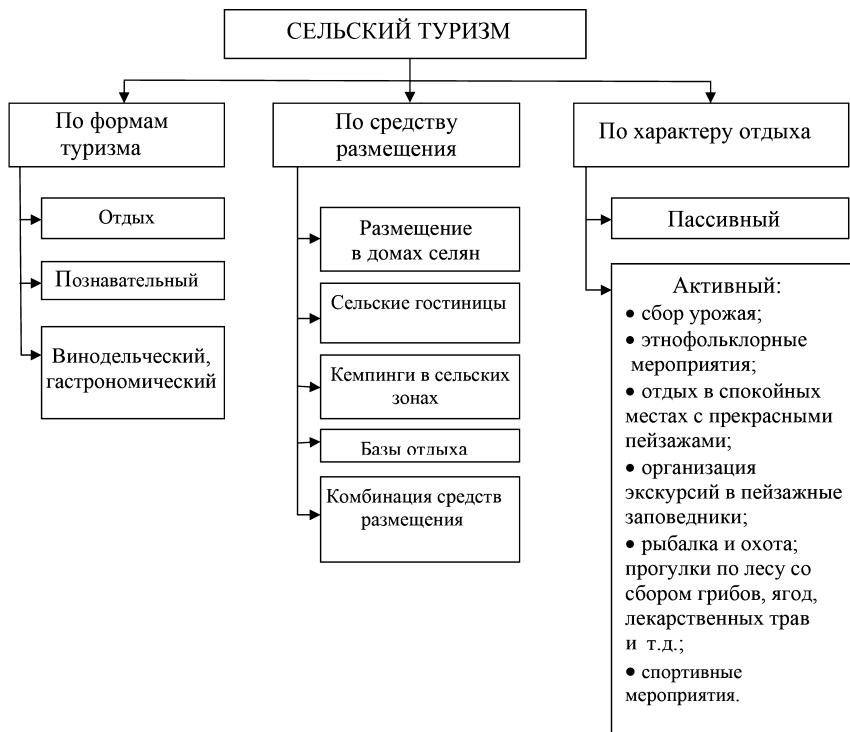 СЕЛЬСКИЙ ТУРИЗМ
По формам
туризма
Отдых
Познавательный
Винодельческий,
гастрономический
По средству
размещения
Размещение
в домах селян
Сельские гостиницы
Кемпинги в сельских
зонах
Базы отдыха
Комбинация средств
размещения
По характеру отдыха
Пассивный
Активный:
• сбор урожая;
• этнофольклорные
мероприятия;
• отдых в спокойных
местах с прекрасными
пейзажами;
• организация
экскурсий в пейзажные
заповедники;
• рыбалка и охота;
прогулки по лесу со
сбором грибов, ягод,
лекарственных трав
и т.д.;
• спортивные
мероприятия.